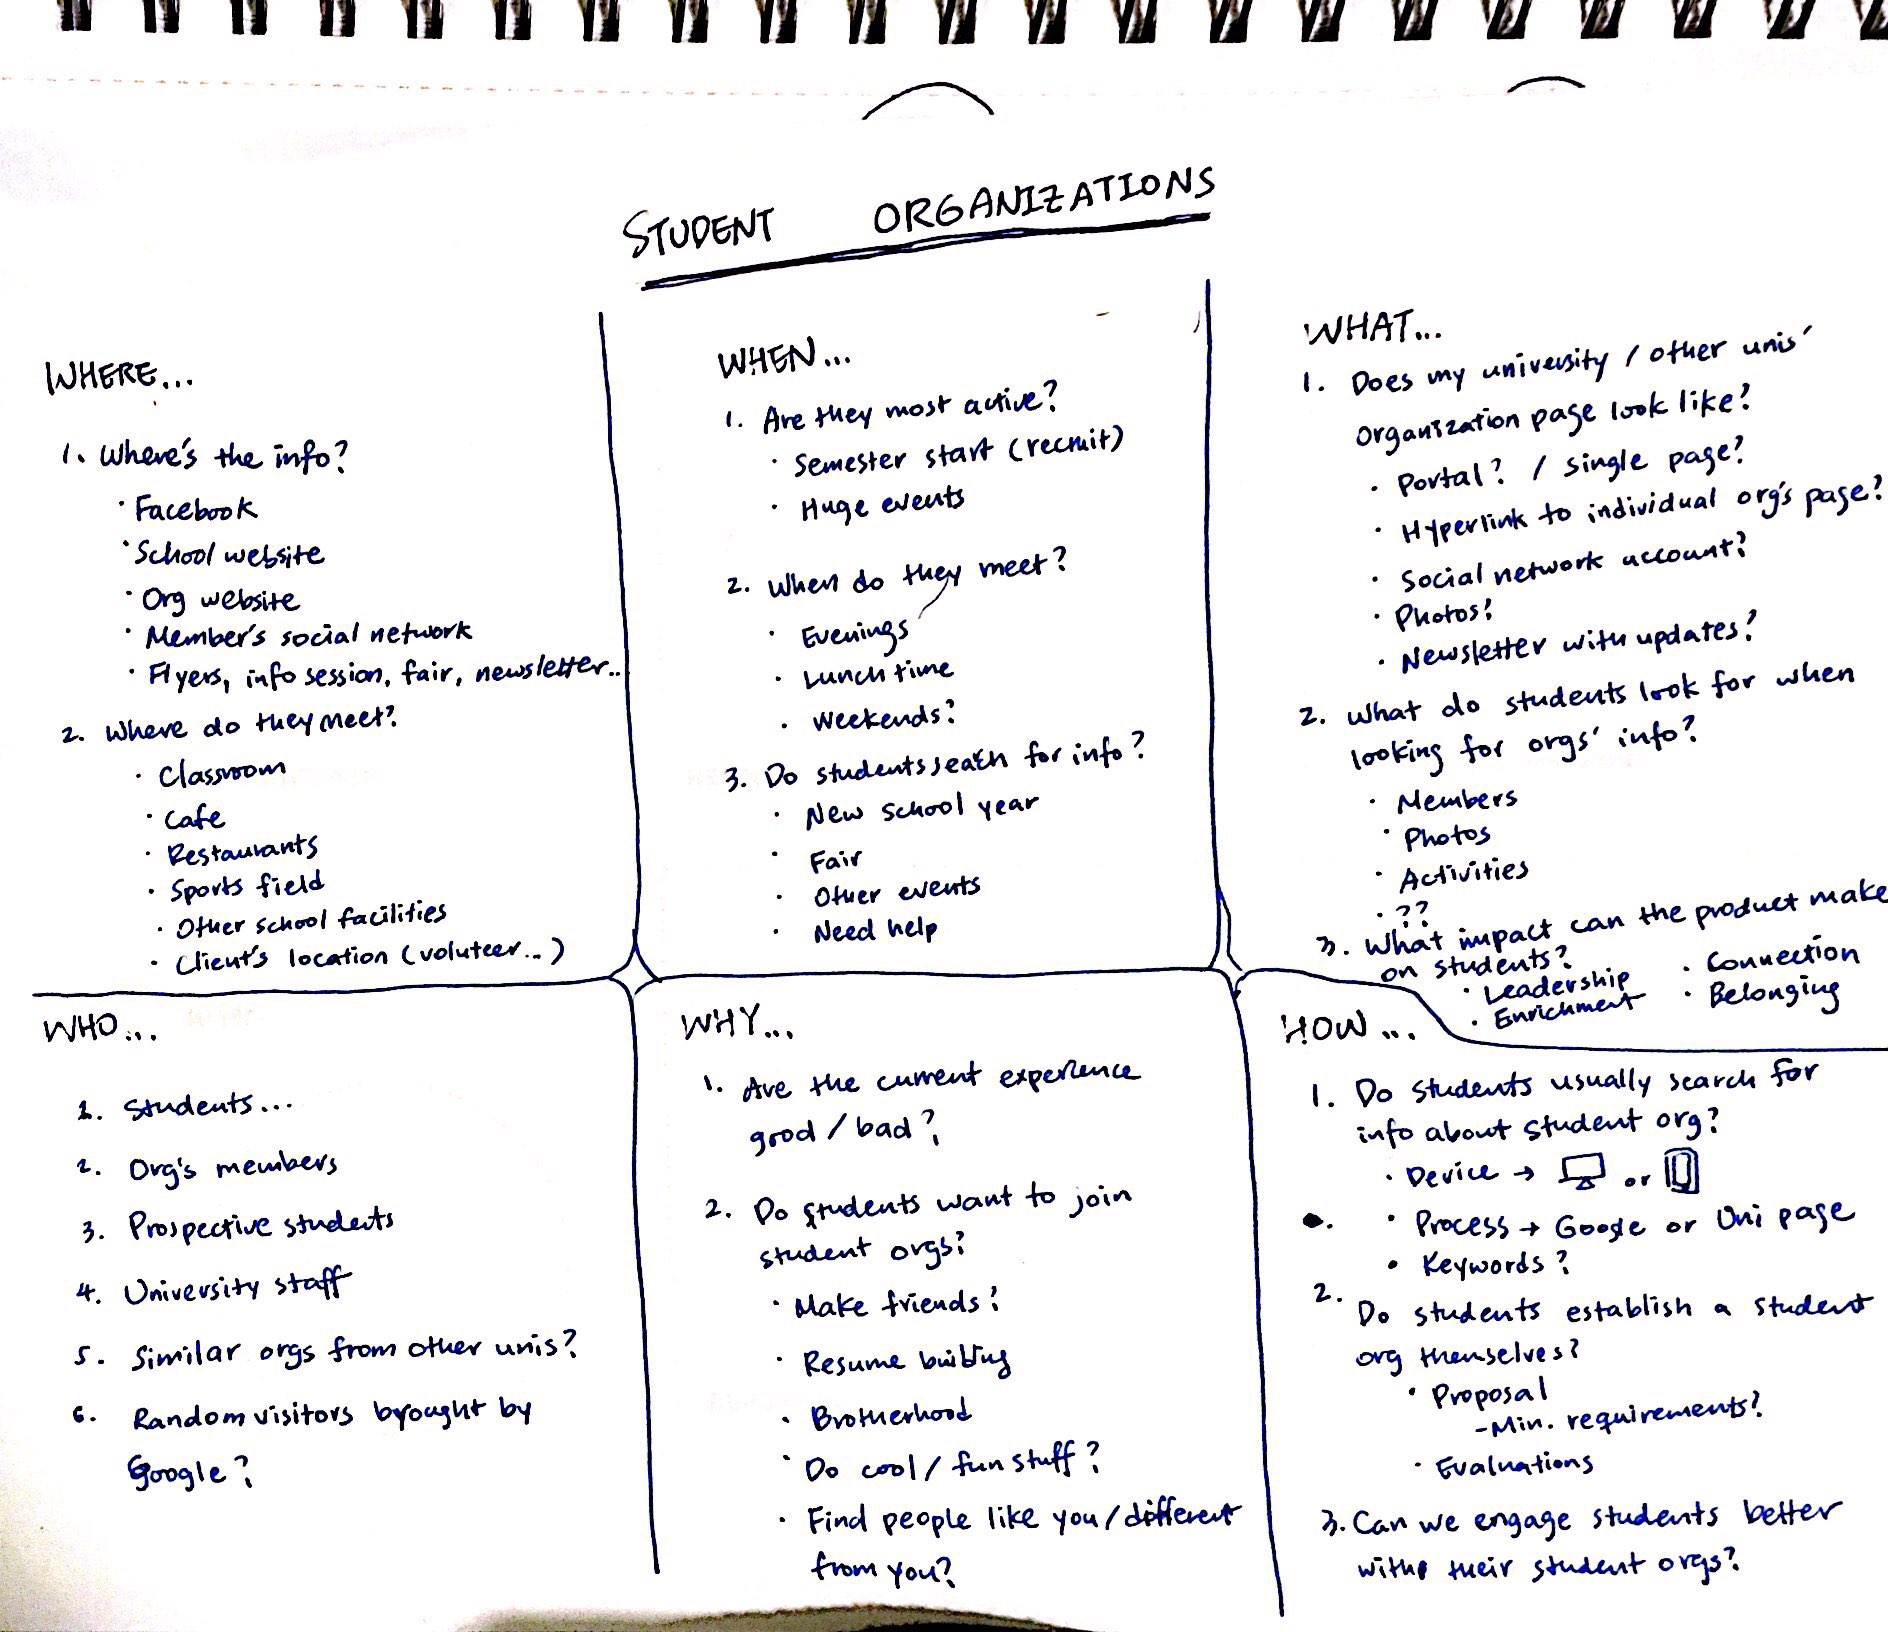 STUDENT ORGANIZATIONS
WHERE...
1. Where's the info?
· Facebook
· School website
· Org website
· Member's social network
· Flyers, info session, fair, newsletter..
2. Where do they meet?
· Classroom
· Cafe
· Restaurants
· Sports field
· Other school facilities
· Client's location (voluteer...)
WHEN...
1. Are they most active?
· Semester start (recruit)
· Huge events
2. When do they meet?
· Evenings
· Lunch time
· Weekends?
3. Do students seach for info?
· New school year
· Fair
· Other events
· Need help
WHAT...
1. Does my university / other unis'
organization page look like?
· Portal? / single page?
· Hyperlink to individual org's page?
· Social network account?
· Photos?
· Newsletter with updates?
2. What do students look for when
looking for orgs' info?
· Members
· Photos
· Activities
· ??
3. What impact can the product make
on students?
· Leadership
· Enrichment
· Connection
· Belonging
WHO...
1. Students...
2. Org's members
3. Prospective students
4. University staff
5. Similar orgs from other unis?
6. Random visitors brought by
Google?
WHY...
1. Are the current experience
good / bad?
2. Do students want to join
student orgs?
· Make friends?
· Resume building
· Brotherhood
· Do cool / fun stuff?
· Find people like you / different
from you?
HOW...
1. Do students usually search for
info about student org?
· Device → or
· Process → Google or Uni page
· Keywords?
2. Do students establish a student
org themselves?
· Proposal
- Min. requirements?
· Evaluations
3. Can we engage students better
with their student orgs?